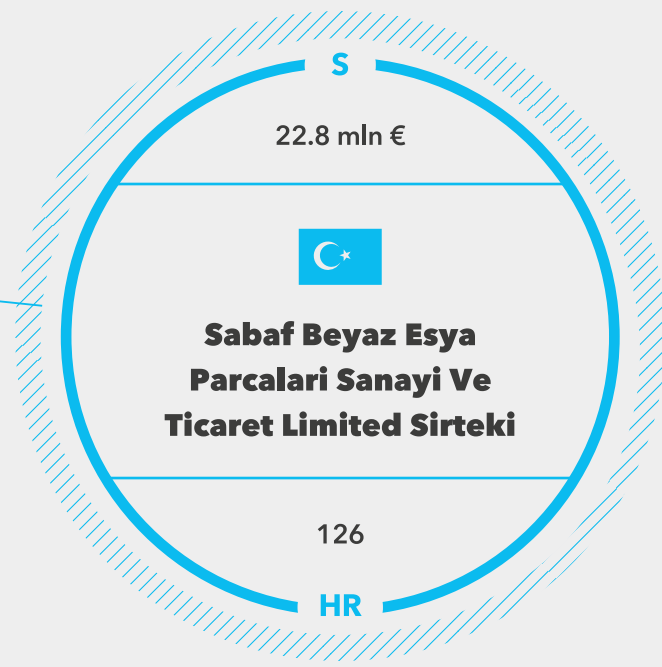 S
22.8 mln €
Sabaf Beyaz Esya
Parcalari Sanayi Ve
Ticaret Limited Sirteki
126
HR